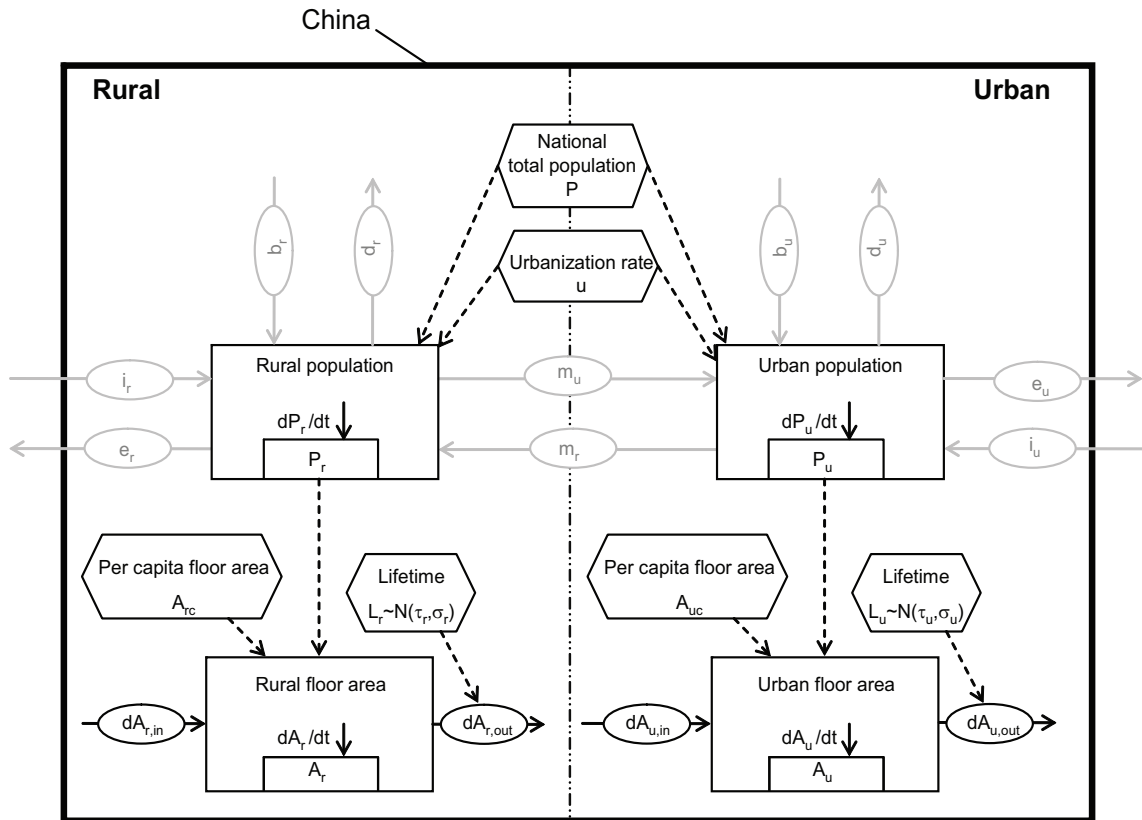 China
Rural
Urban
National
total population
P
Urbanization rate
u
b_r
d_r
b_u
d_u
Rural population
Urban population
i_r
m_u
e_u
dP_r/dt
dP_u/dt
e_r
P_r
m_r
P_u
i_u
Per capita floor area
A_rc
Lifetime
L_r~N(τ_r,σ_r)
Per capita floor area
A_uc
Lifetime
L_u~N(τ_u,σ_u)
Rural floor area
Urban floor area
dA_r,in
dA_r,out
dA_u,in
dA_u,out
dA_r/dt
dA_u/dt
A_r
A_u